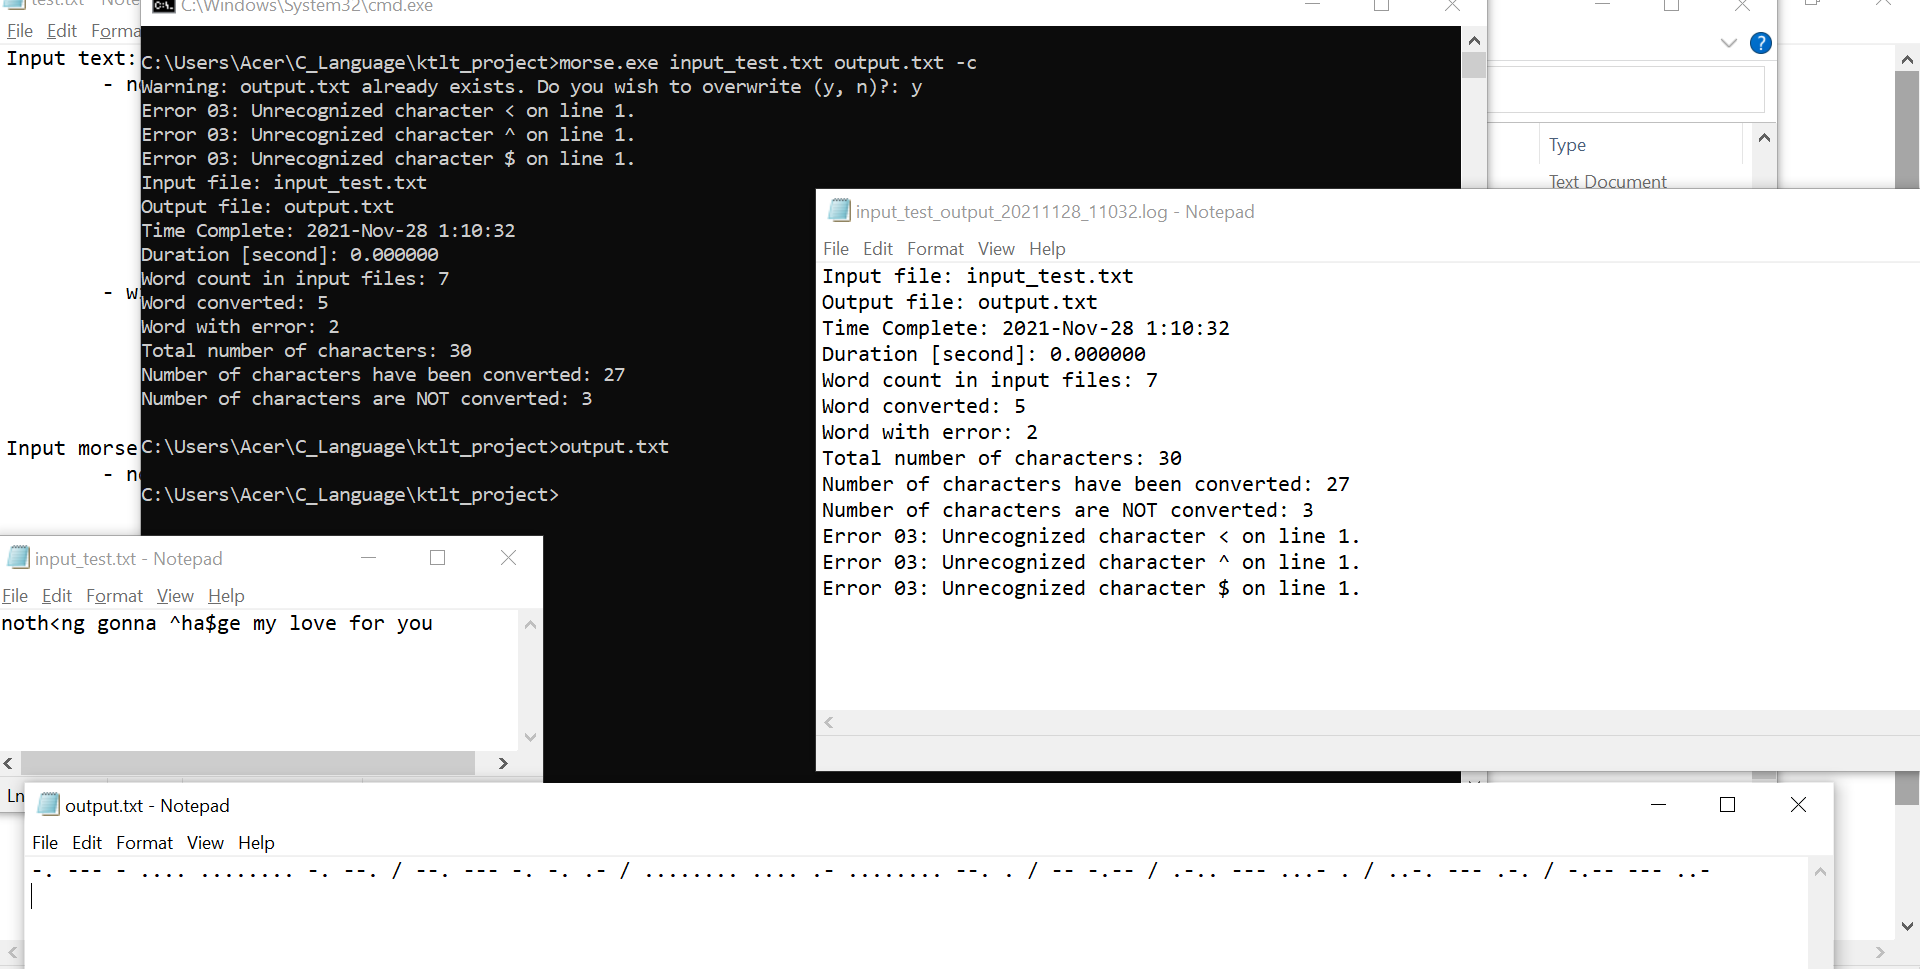 C:\Windows\System32\cmd.exe
File Edit Forma
Input text:
- no
- w
Input morse
- no
C:\Users\Acer\C_Language\ktlt_project>morse.exe input_test.txt output.txt -c
Warning: output.txt already exists. Do you wish to overwrite (y, n)?: y
Error 03: Unrecognized character < on line 1.
Error 03: Unrecognized character ^ on line 1.
Error 03: Unrecognized character $ on line 1.
Input file: input_test.txt
Output file: output.txt
Time Complete: 2021-Nov-28 1:10:32
Duration [second]: 0.000000
Word count in input files: 7
Word converted: 5
Word with error: 2
Total number of characters: 30
Number of characters have been converted: 27
Number of characters are NOT converted: 3
C:\Users\Acer\C_Language\ktlt_project>output.txt
C:\Users\Acer\C_Language\ktlt_project>
Type
Text Document
input_test_output_20211128_11032.log - Notepad
File Edit Format View Help
Input file: input_test.txt
Output file: output.txt
Time Complete: 2021-Nov-28 1:10:32
Duration [second]: 0.000000
Word count in input files: 7
Word converted: 5
Word with error: 2
Total number of characters: 30
Number of characters have been converted: 27
Number of characters are NOT converted: 3
Error 03: Unrecognized character < on line 1.
Error 03: Unrecognized character ^ on line 1.
Error 03: Unrecognized character $ on line 1.
input_test.txt - Notepad
File Edit Format View Help
noth<ng gonna ^ha$ge my love for you
Ln
output.txt - Notepad
File Edit Format View Help
-. --- - .... ........ -. --. / --. --- -. -. .- / ........ .... .- ........ --. . / -- -.-- / .-.. --- ...- . / ..-. --- .-. / -.-- --- ..-